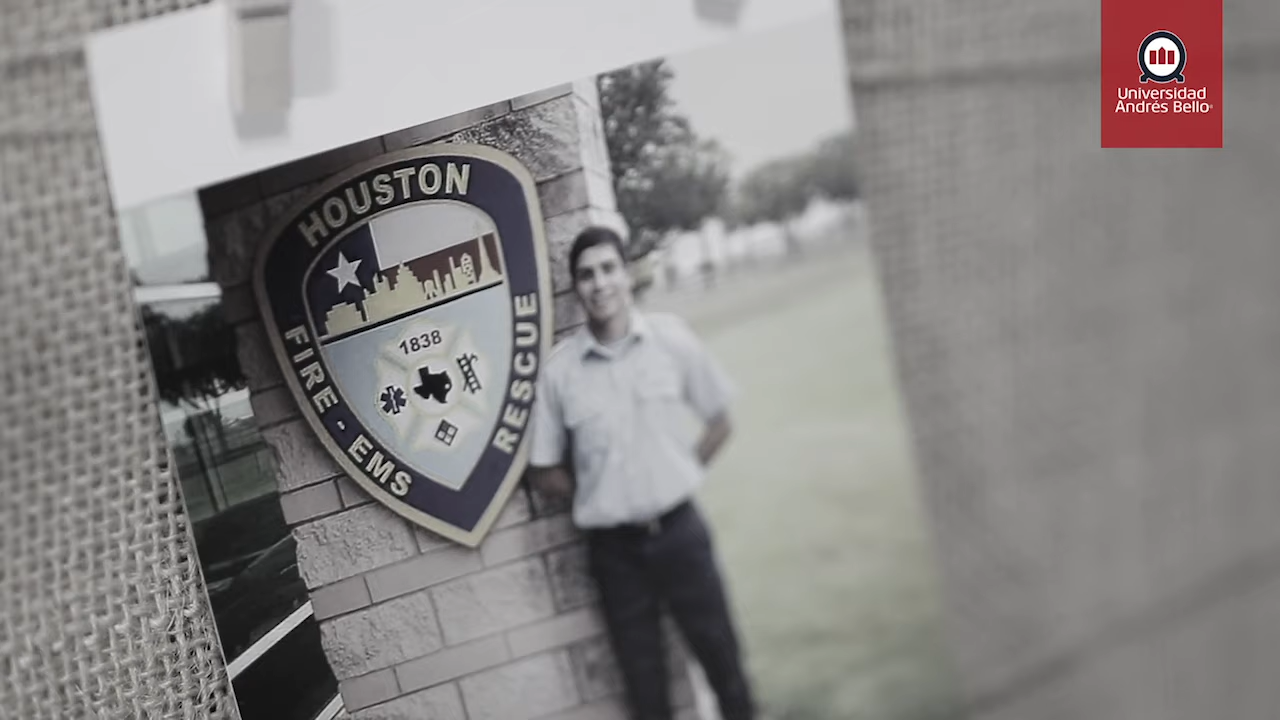 Universidad
Andrés Bello
HOUSTON
1838
FIRE - EMS
RESCUE